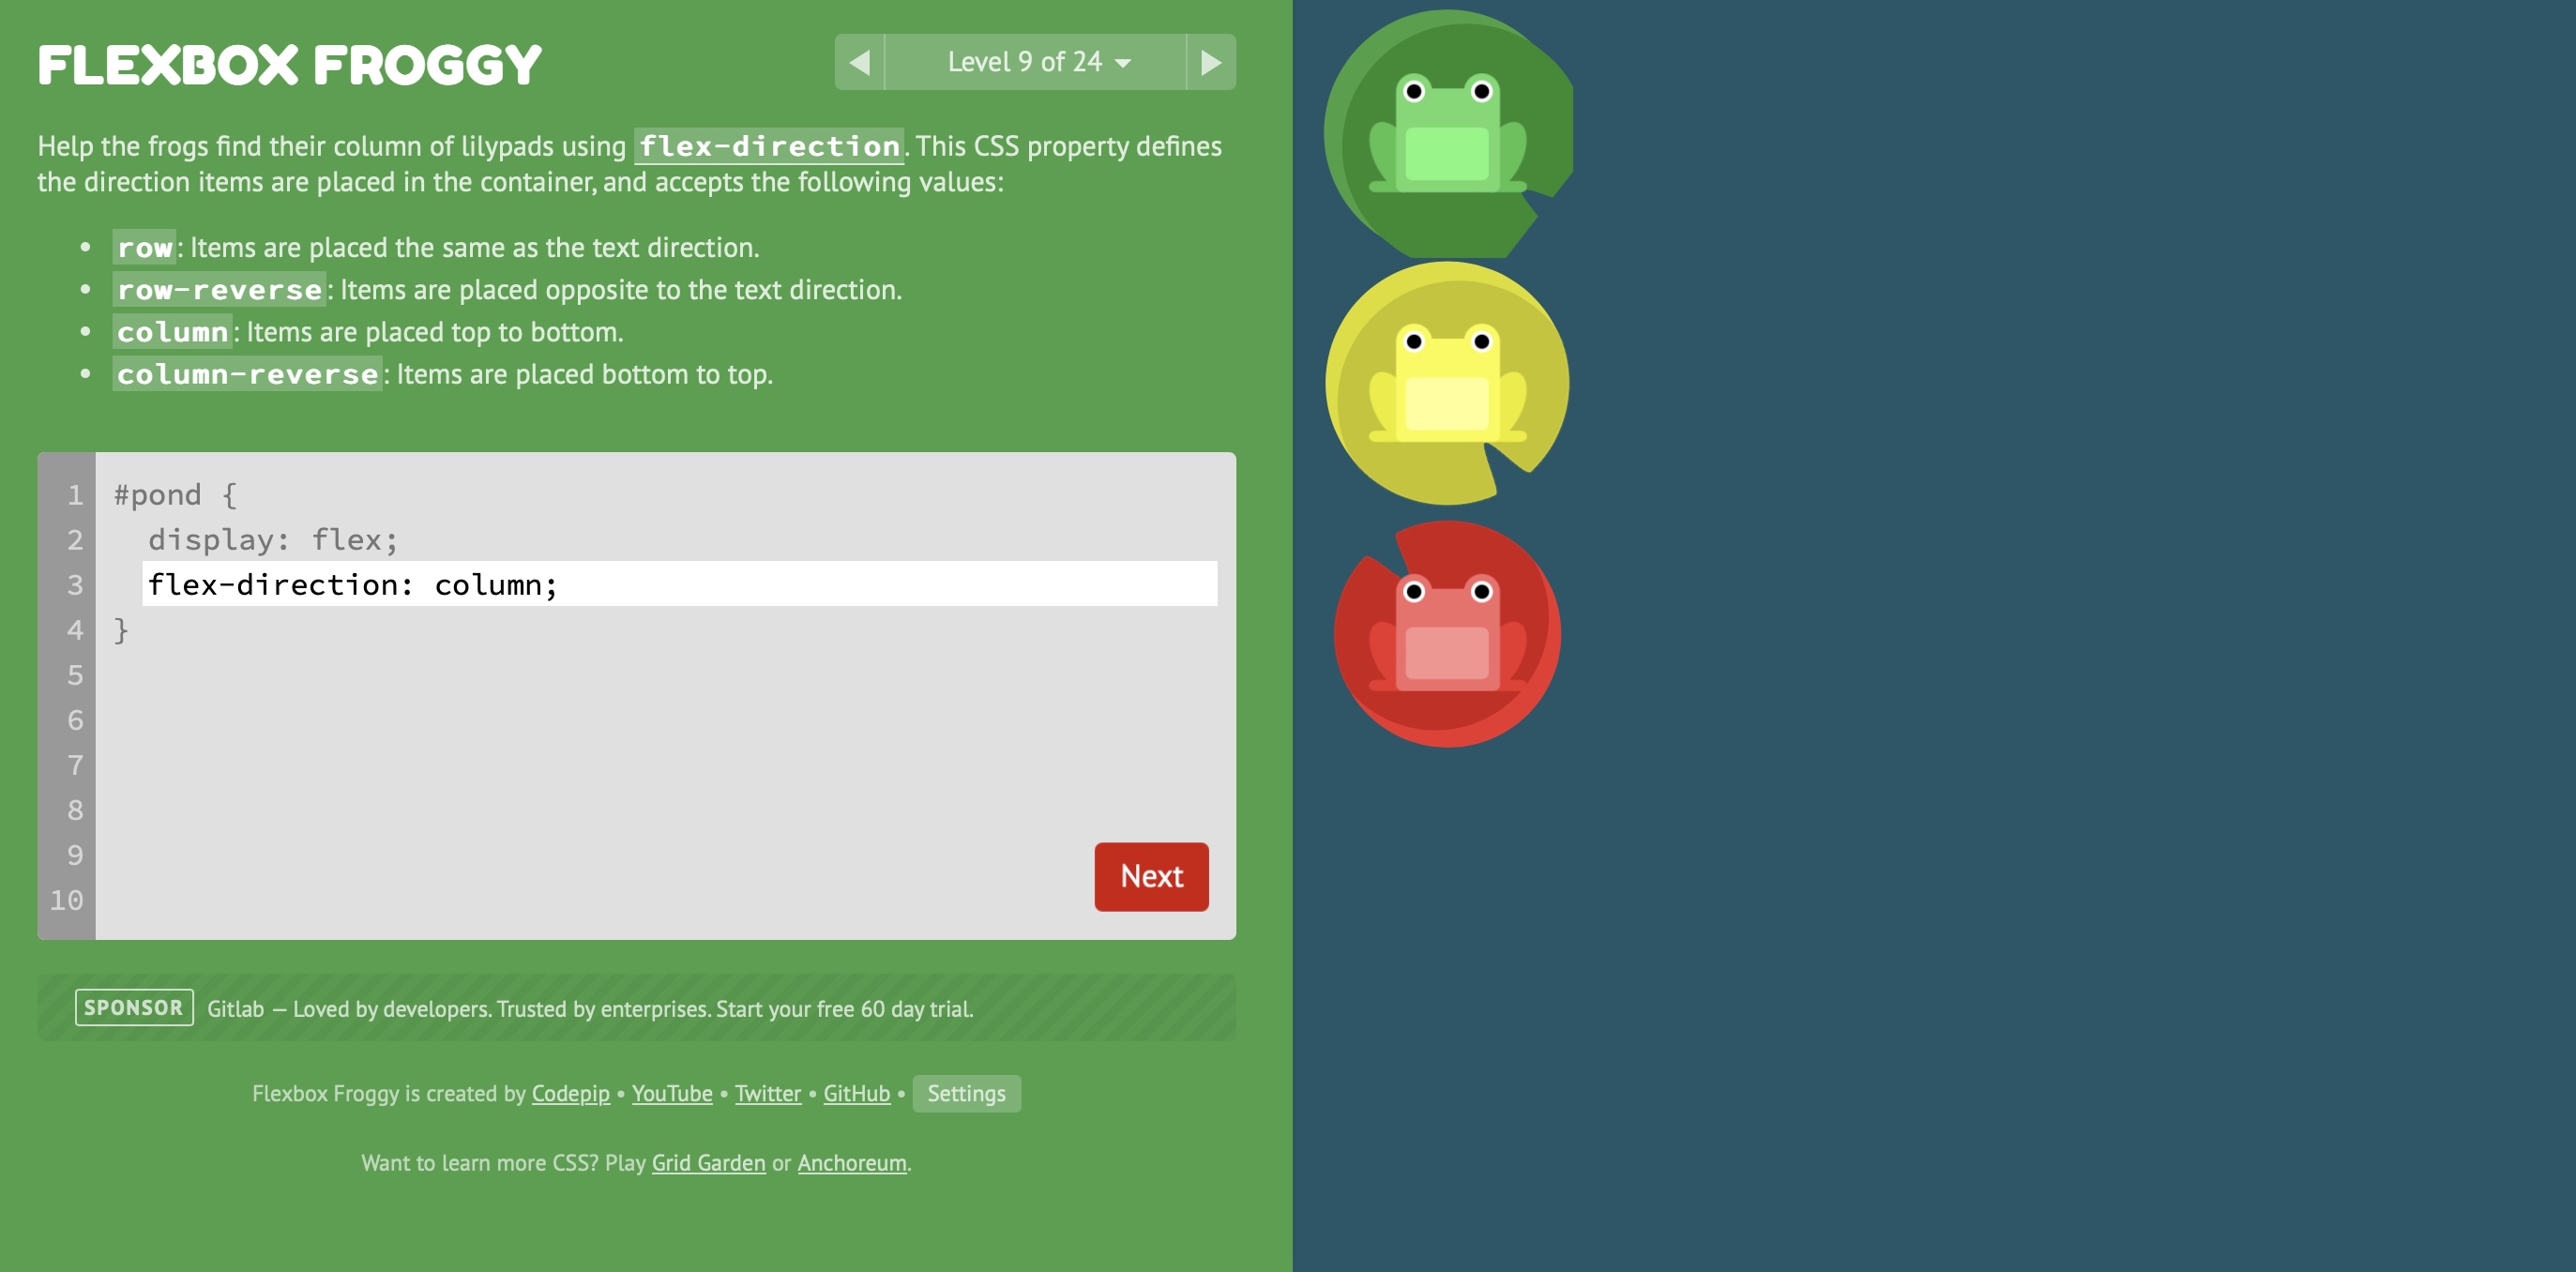 FLEXBOX FROGGY
Level 9 of 24
Help the frogs find their column of lilypads using flex-direction. This CSS property defines
the direction items are placed in the container, and accepts the following values:
• row: Items are placed the same as the text direction.
• row-reverse: Items are placed opposite to the text direction.
• column: Items are placed top to bottom.
• column-reverse: Items are placed bottom to top.
1 #pond {
2 display: flex;
3 flex-direction: column;
4 }
5
6
7
8
9
10
Next
SPONSOR Gitlab — Loved by developers. Trusted by enterprises. Start your free 60 day trial.
Flexbox Froggy is created by Codepip • YouTube • Twitter • GitHub • Settings
Want to learn more CSS? Play Grid Garden or Anchoreum.